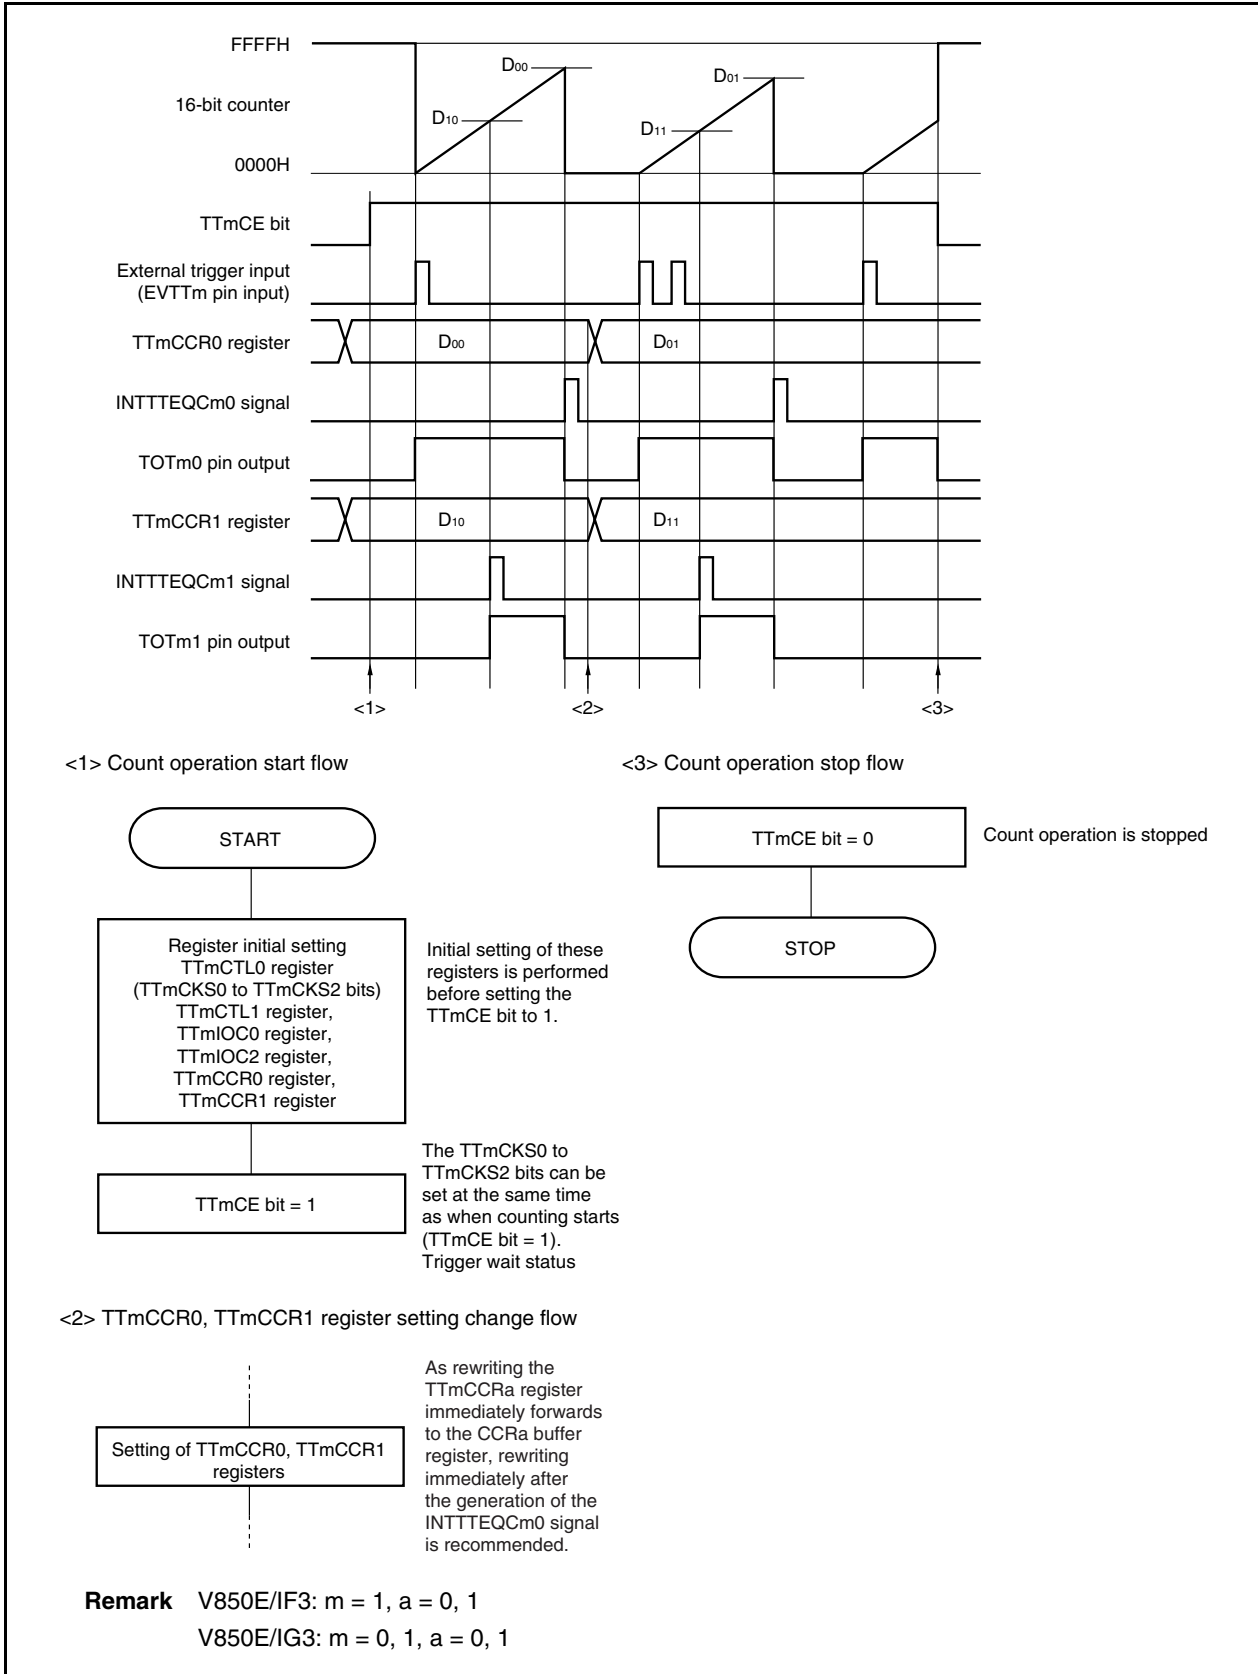 FFFFH
16-bit counter
0000H
D00
D10
D01
D11
TTmCE bit
External trigger input
(EVTTm pin input)
TTmCCR0 register
D00
D01
INTTTEQCm0 signal
TOTm0 pin output
TTmCCR1 register
D10
D11
INTTTEQCm1 signal
TOTm1 pin output
<1>
<2>
<3>
<1> Count operation start flow
START
Register initial setting
TTmCTL0 register
(TTmCKS0 to TTmCKS2 bits)
TTmCTL1 register,
TTmIOC0 register,
TTmIOC2 register,
TTmCCR0 register,
TTmCCR1 register
Initial setting of these
registers is performed
before setting the
TTmCE bit to 1.
TTmCE bit = 1
The TTmCKS0 to
TTmCKS2 bits can be
set at the same time
as when counting starts
(TTmCE bit = 1).
Trigger wait status
<3> Count operation stop flow
TTmCE bit = 0
Count operation is stopped
STOP
<2> TTmCCR0, TTmCCR1 register setting change flow
Setting of TTmCCR0, TTmCCR1
registers
As rewriting the
TTmCCRa register
immediately forwards
to the CCRa buffer
register, rewriting
immediately after
the generation of the
INTTTEQCm0 signal
is recommended.
Remark V850E/IF3: m = 1, a = 0, 1
V850E/IG3: m = 0, 1, a = 0, 1